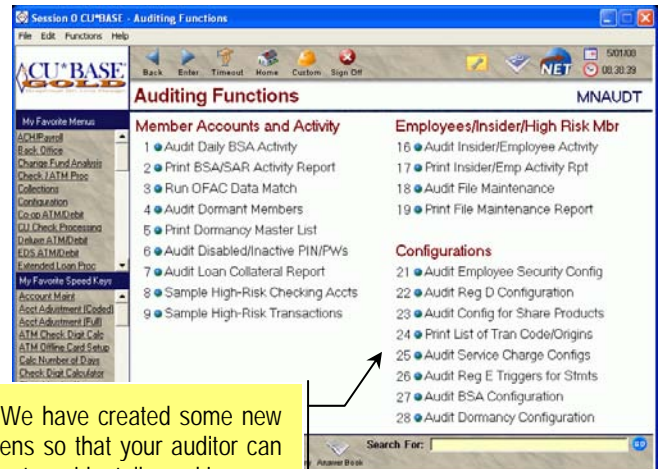 Session 0 CU*BASE - Auditing Functions
File Edit Functions Help
CU*BASE
GOLD
Back Enter Timeout Home Custom Sign Off
NET
5/01/08
08:38:39
Auditing Functions
MNAUDT
My Favorite Menus
ACH/Payroll
Back Office
Change Fund Analysis
Check / ATM Proc
Collections
Configuration
Co-op ATM/Debit
CU Check Processing
Deluxe ATM/Debit
EDS ATM/Debit
Extended Loan Proc
My Favorite Speed Keys
Account Maint
Acct Adjustment (Coded)
Acct Adjustment (Full)
ATM Check Digit Calc
ATM Offline Card Setup
Calc Number of Days
Check Digit Calculator
Member Accounts and Activity
1 Audit Daily BSA Activity
2 Print BSA/SAR Activity Report
3 Run OFAC Data Match
4 Audit Dormant Members
5 Print Dormancy Master List
6 Audit Disabled/Inactive PIN/PWs
7 Audit Loan Collateral Report
8 Sample High-Risk Checking Accts
9 Sample High-Risk Transactions
Employees/Insider/High Risk Mbr
16 Audit Insider/Employee Activity
17 Print Insider/Emp Activity Rpt
18 Audit File Maintenance
19 Print File Maintenance Report
Configurations
21 Audit Employee Security Config
22 Audit Reg D Configuration
23 Audit Config for Share Products
24 Print List of Tran Code/Origins
25 Audit Service Charge Configs
26 Audit Reg E Triggers for Stmts
27 Audit BSA Configuration
28 Audit Dormancy Configuration
Search For:
GO
Answer Book
We have created some new
ens so that your auditor can